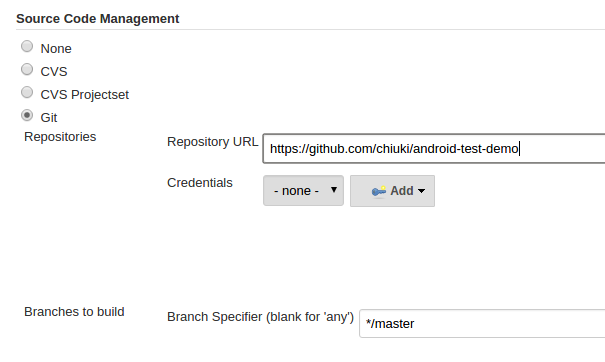 Source Code Management
None
CVS
CVS Projectset
Git
Repositories
Repository URL https://github.com/chiuki/android-test-demo
Credentials - none - Add
Branches to build Branch Specifier (blank for 'any') */master